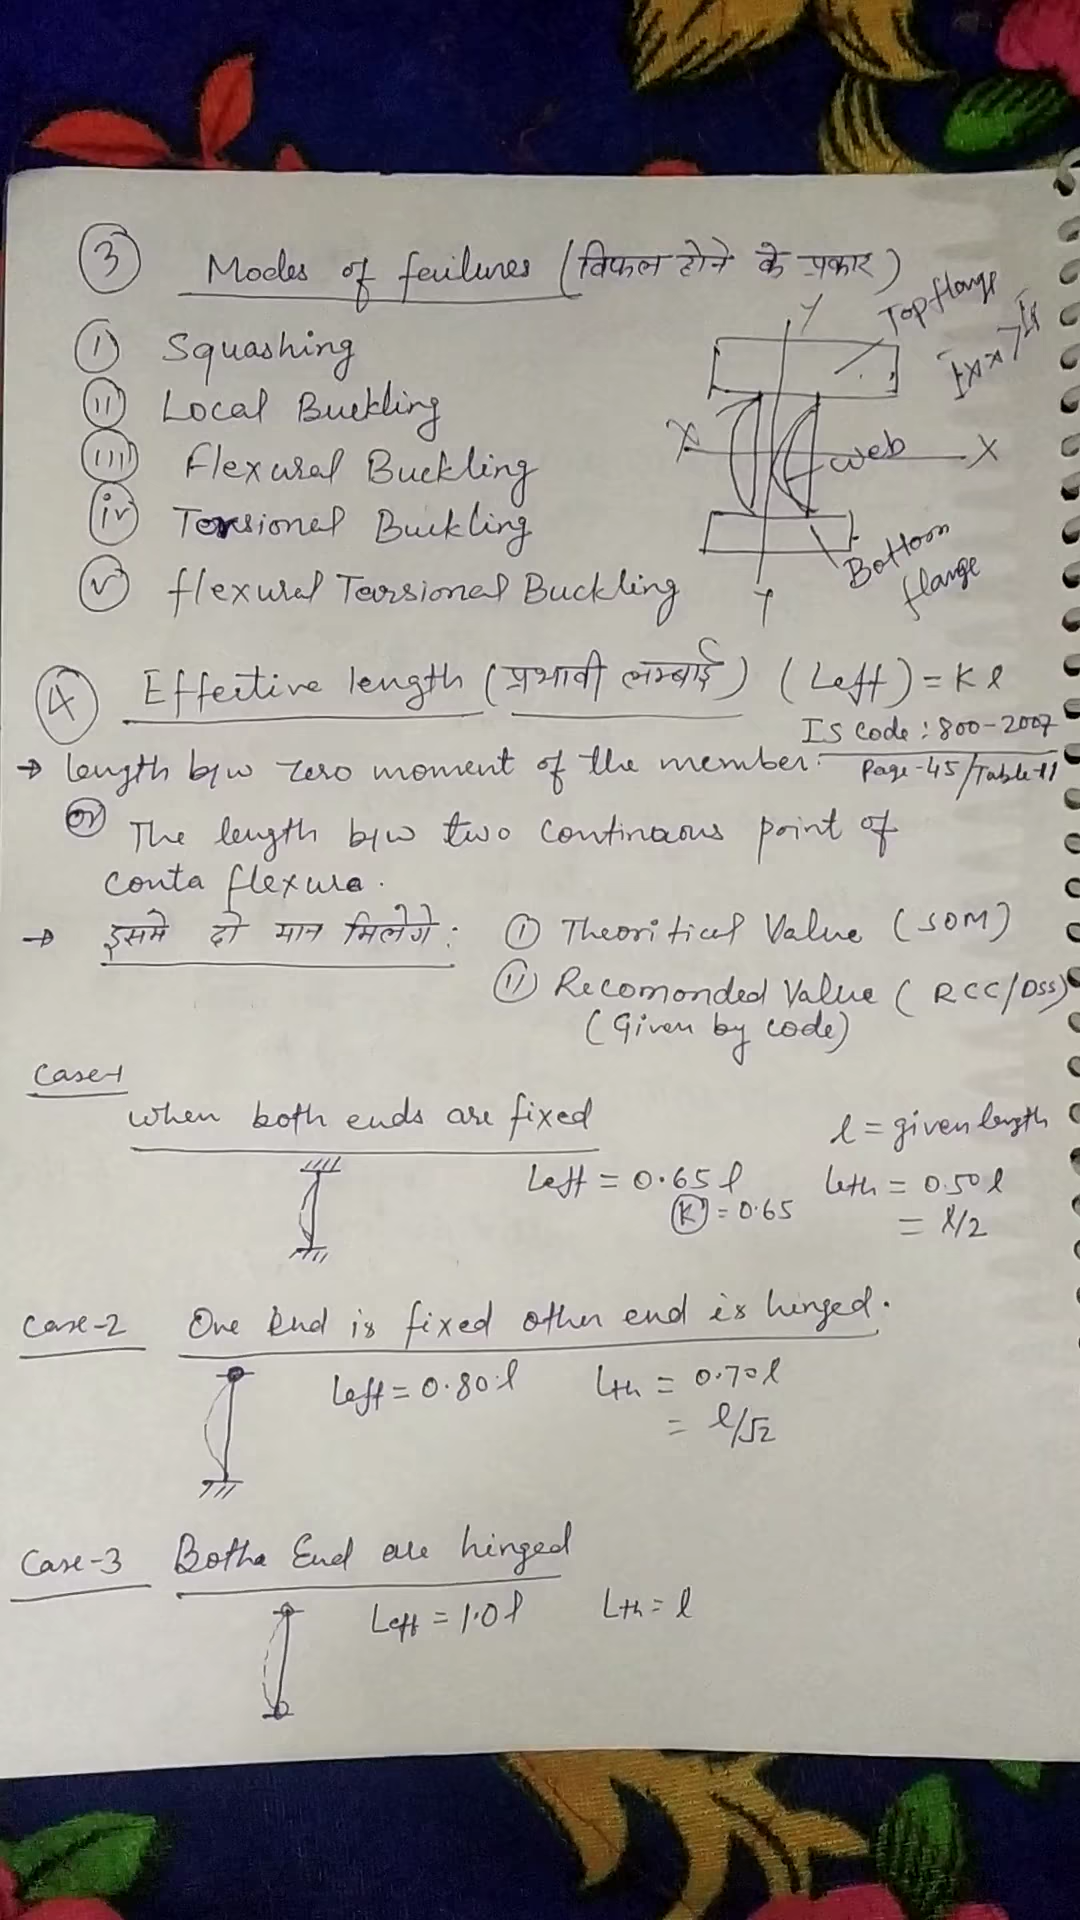 ③ Modes of failures (विफल होने के प्रकार)
(i) Squashing
(ii) Local Buckling
(iii) flexural Buckling
(iv) Torsional Buckling
(v) flexural Torsional Buckling
Y
Top flange
X
web
X
Bottom flange
Y
④ Effective length (प्रभावी लम्बाई) (Leff) = Kl
IS Code : 800-2007
Page-45/Table-11
→ length b/w zero moment of the member.
or The length b/w two Continuous point of
Conta flexure.
→ इसमे दो मान मिलेगे : (i) Theoritical Value (SOM)
(ii) Recomonded Value (RCC/DSS)
(Given by code)
Case-1
when both ends are fixed
l = given length
Leff = 0.65 l
Leth = 0.50 l
K = 0.65
= l/2
Case-2 One End is fixed other end is hinged.
Leff = 0.80 l Lth = 0.70 l
= l/√2
Case-3 Botha End are hinged
Leff = 1.0 l Lth = l